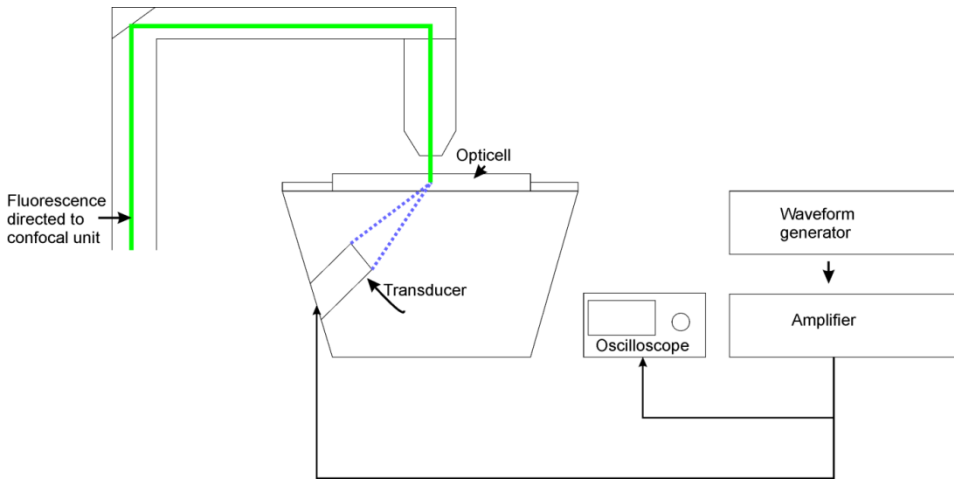 Opticell
Fluorescence
directed to
confocal unit
Transducer
Waveform
generator
Amplifier
Oscilloscope